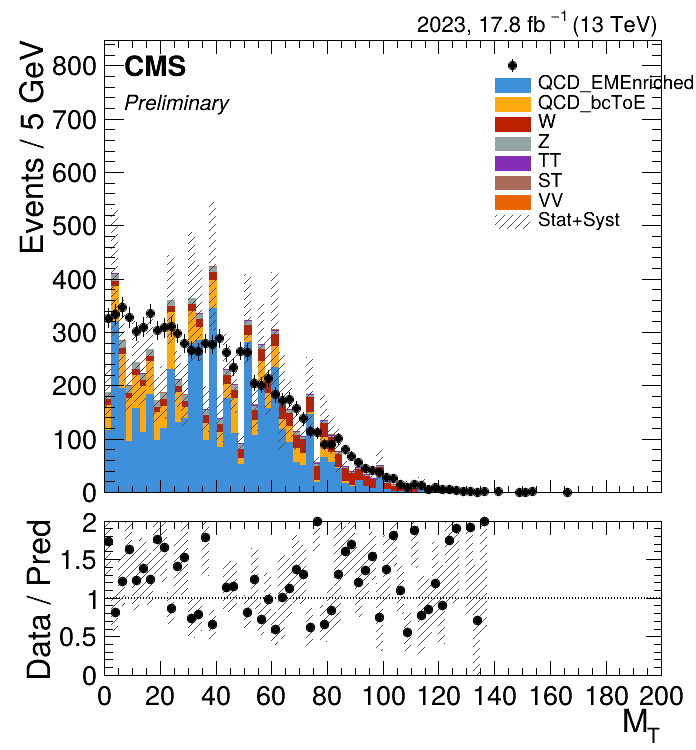 2023, 17.8 fb⁻¹ (13 TeV)
CMS
Preliminary
Events / 5 GeV
800
700
600
500
400
300
200
100
0
QCD_EMEnriched
QCD_bcToE
W
Z
TT
ST
VV
Stat+Syst
Data / Pred
2
1.5
1
0.5
0
0 20 40 60 80 100 120 140 160 180 200
M_T